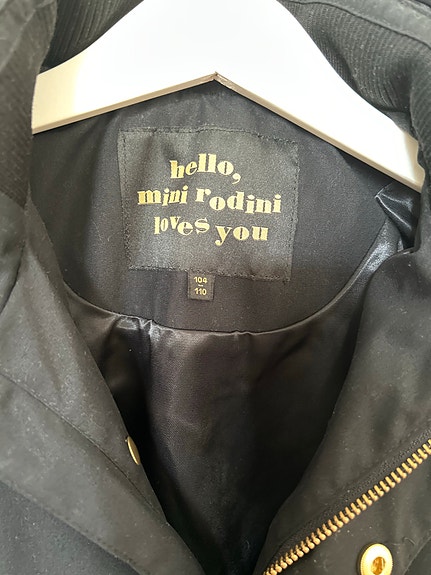 hello,
mini rodini
loves you
104
110